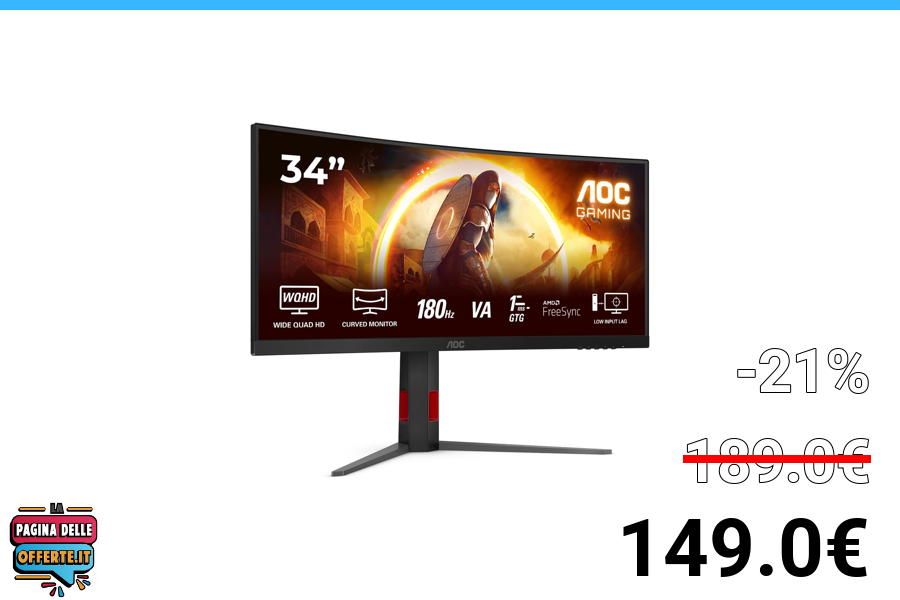 34”
AOC
GAMING
WQHD
WIDE QUAD HD
CURVED MONITOR
180Hz
VA
1ms
GTG
AMD
FreeSync
LOW INPUT LAG
AOC
-21%
189.0€
149.0€
LA
PAGINA DELLE
OFFERTE.IT